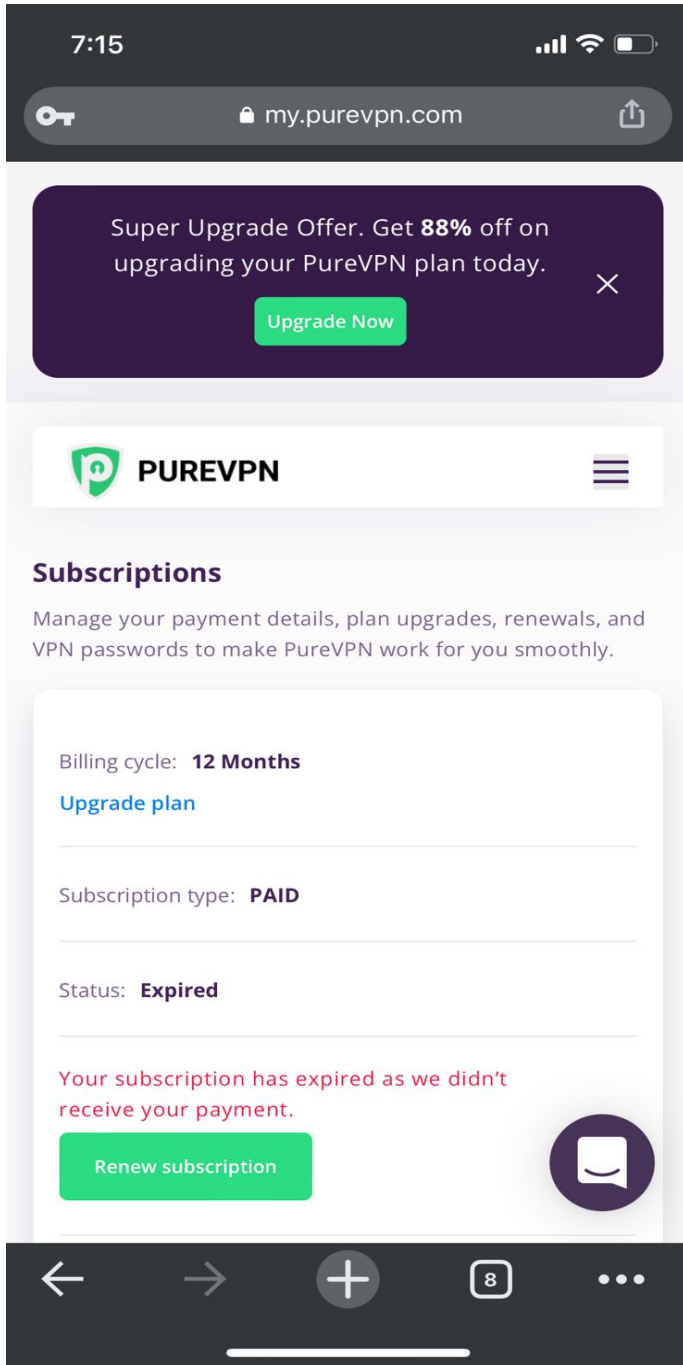 7:15
my.purevpn.com
Super Upgrade Offer. Get 88% off on
upgrading your PureVPN plan today.
Upgrade Now
PUREVPN
Subscriptions
Manage your payment details, plan upgrades, renewals, and
VPN passwords to make PureVPN work for you smoothly.
Billing cycle: 12 Months
Upgrade plan
Subscription type: PAID
Status: Expired
Your subscription has expired as we didn’t
receive your payment.
Renew subscription
8